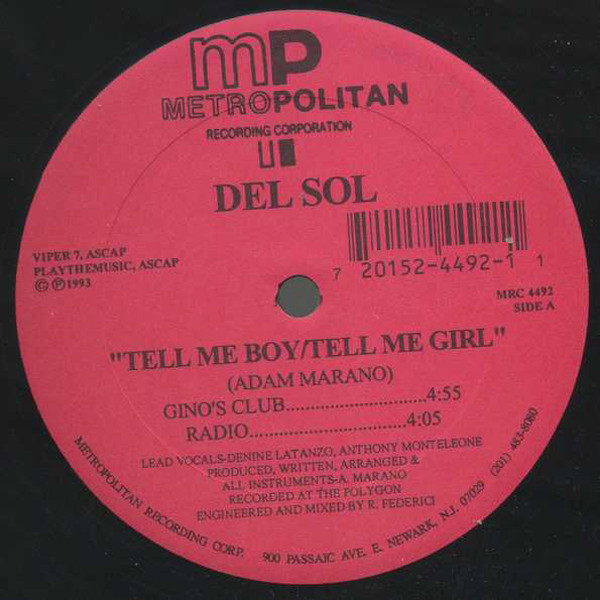 mp
METROPOLITAN
RECORDING CORPORATION
DEL SOL
VIPER 7, ASCAP
PLAYTHEMUSIC, ASCAP
© ℗ 1993
7 20152-4492-1 1
MRC 4492
SIDE A
"TELL ME BOY/TELL ME GIRL"
(ADAM MARANO)
GINO'S CLUB............................4:55
RADIO................................4:05
LEAD VOCALS-DENINE LATANZO, ANTHONY MONTELEONE
PRODUCED, WRITTEN, ARRANGED &
ALL INSTRUMENTS-A. MARANO
RECORDED AT THE POLYGON
ENGINEERED AND MIXED BY R. FEDERICI
METROPOLITAN RECORDING CORP. 900 PASSAIC AVE. E. NEWARK, N.J. 07029 (201) 483-8080